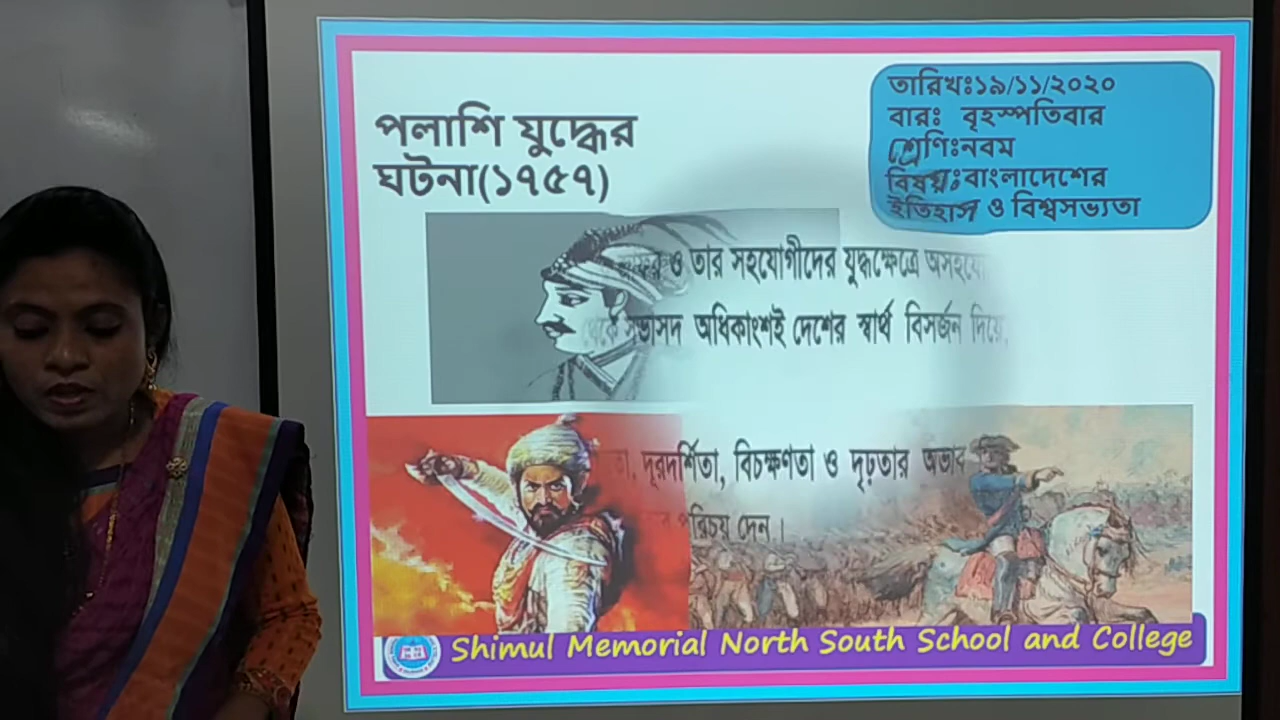 পলাশি যুদ্ধের
ঘটনা(১৭৫৭)
তারিখঃ১৯/১১/২০২০
বারঃ বৃহস্পতিবার
শ্রেণিঃনবম
বিষয়ঃবাংলাদেশের
ইতিহাস ও বিশ্বসভ্যতা
ও তার সহযোগীদের যুদ্ধক্ষেত্রে
থেকে সভাসদ অধিকাংশই দেশের স্বার্থ বিসর্জন দিয়ে
দূরদর্শিতা, বিচক্ষণতা ও দৃঢ়তার অভাব
পরিচয় দেন।
Shimul Memorial North South School and College